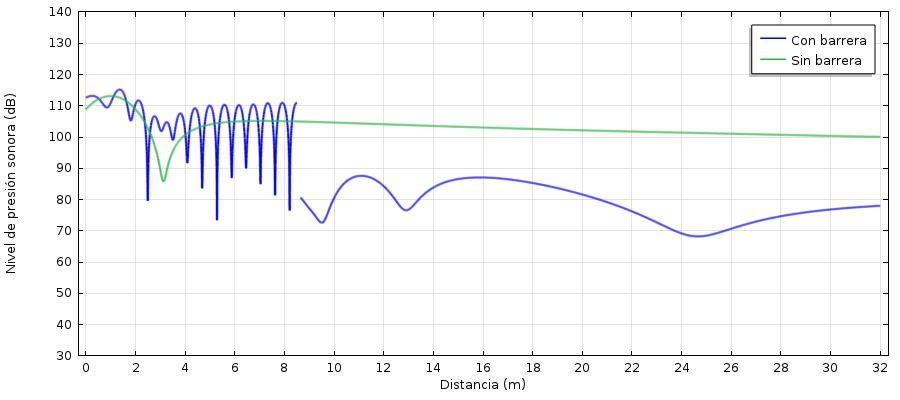 140
130
120
110
100
90
80
70
60
50
40
30
Nivel de presión sonora (dB)
Con barrera
Sin barrera
0 2 4 6 8 10 12 14 16 18 20 22 24 26 28 30 32
Distancia (m)